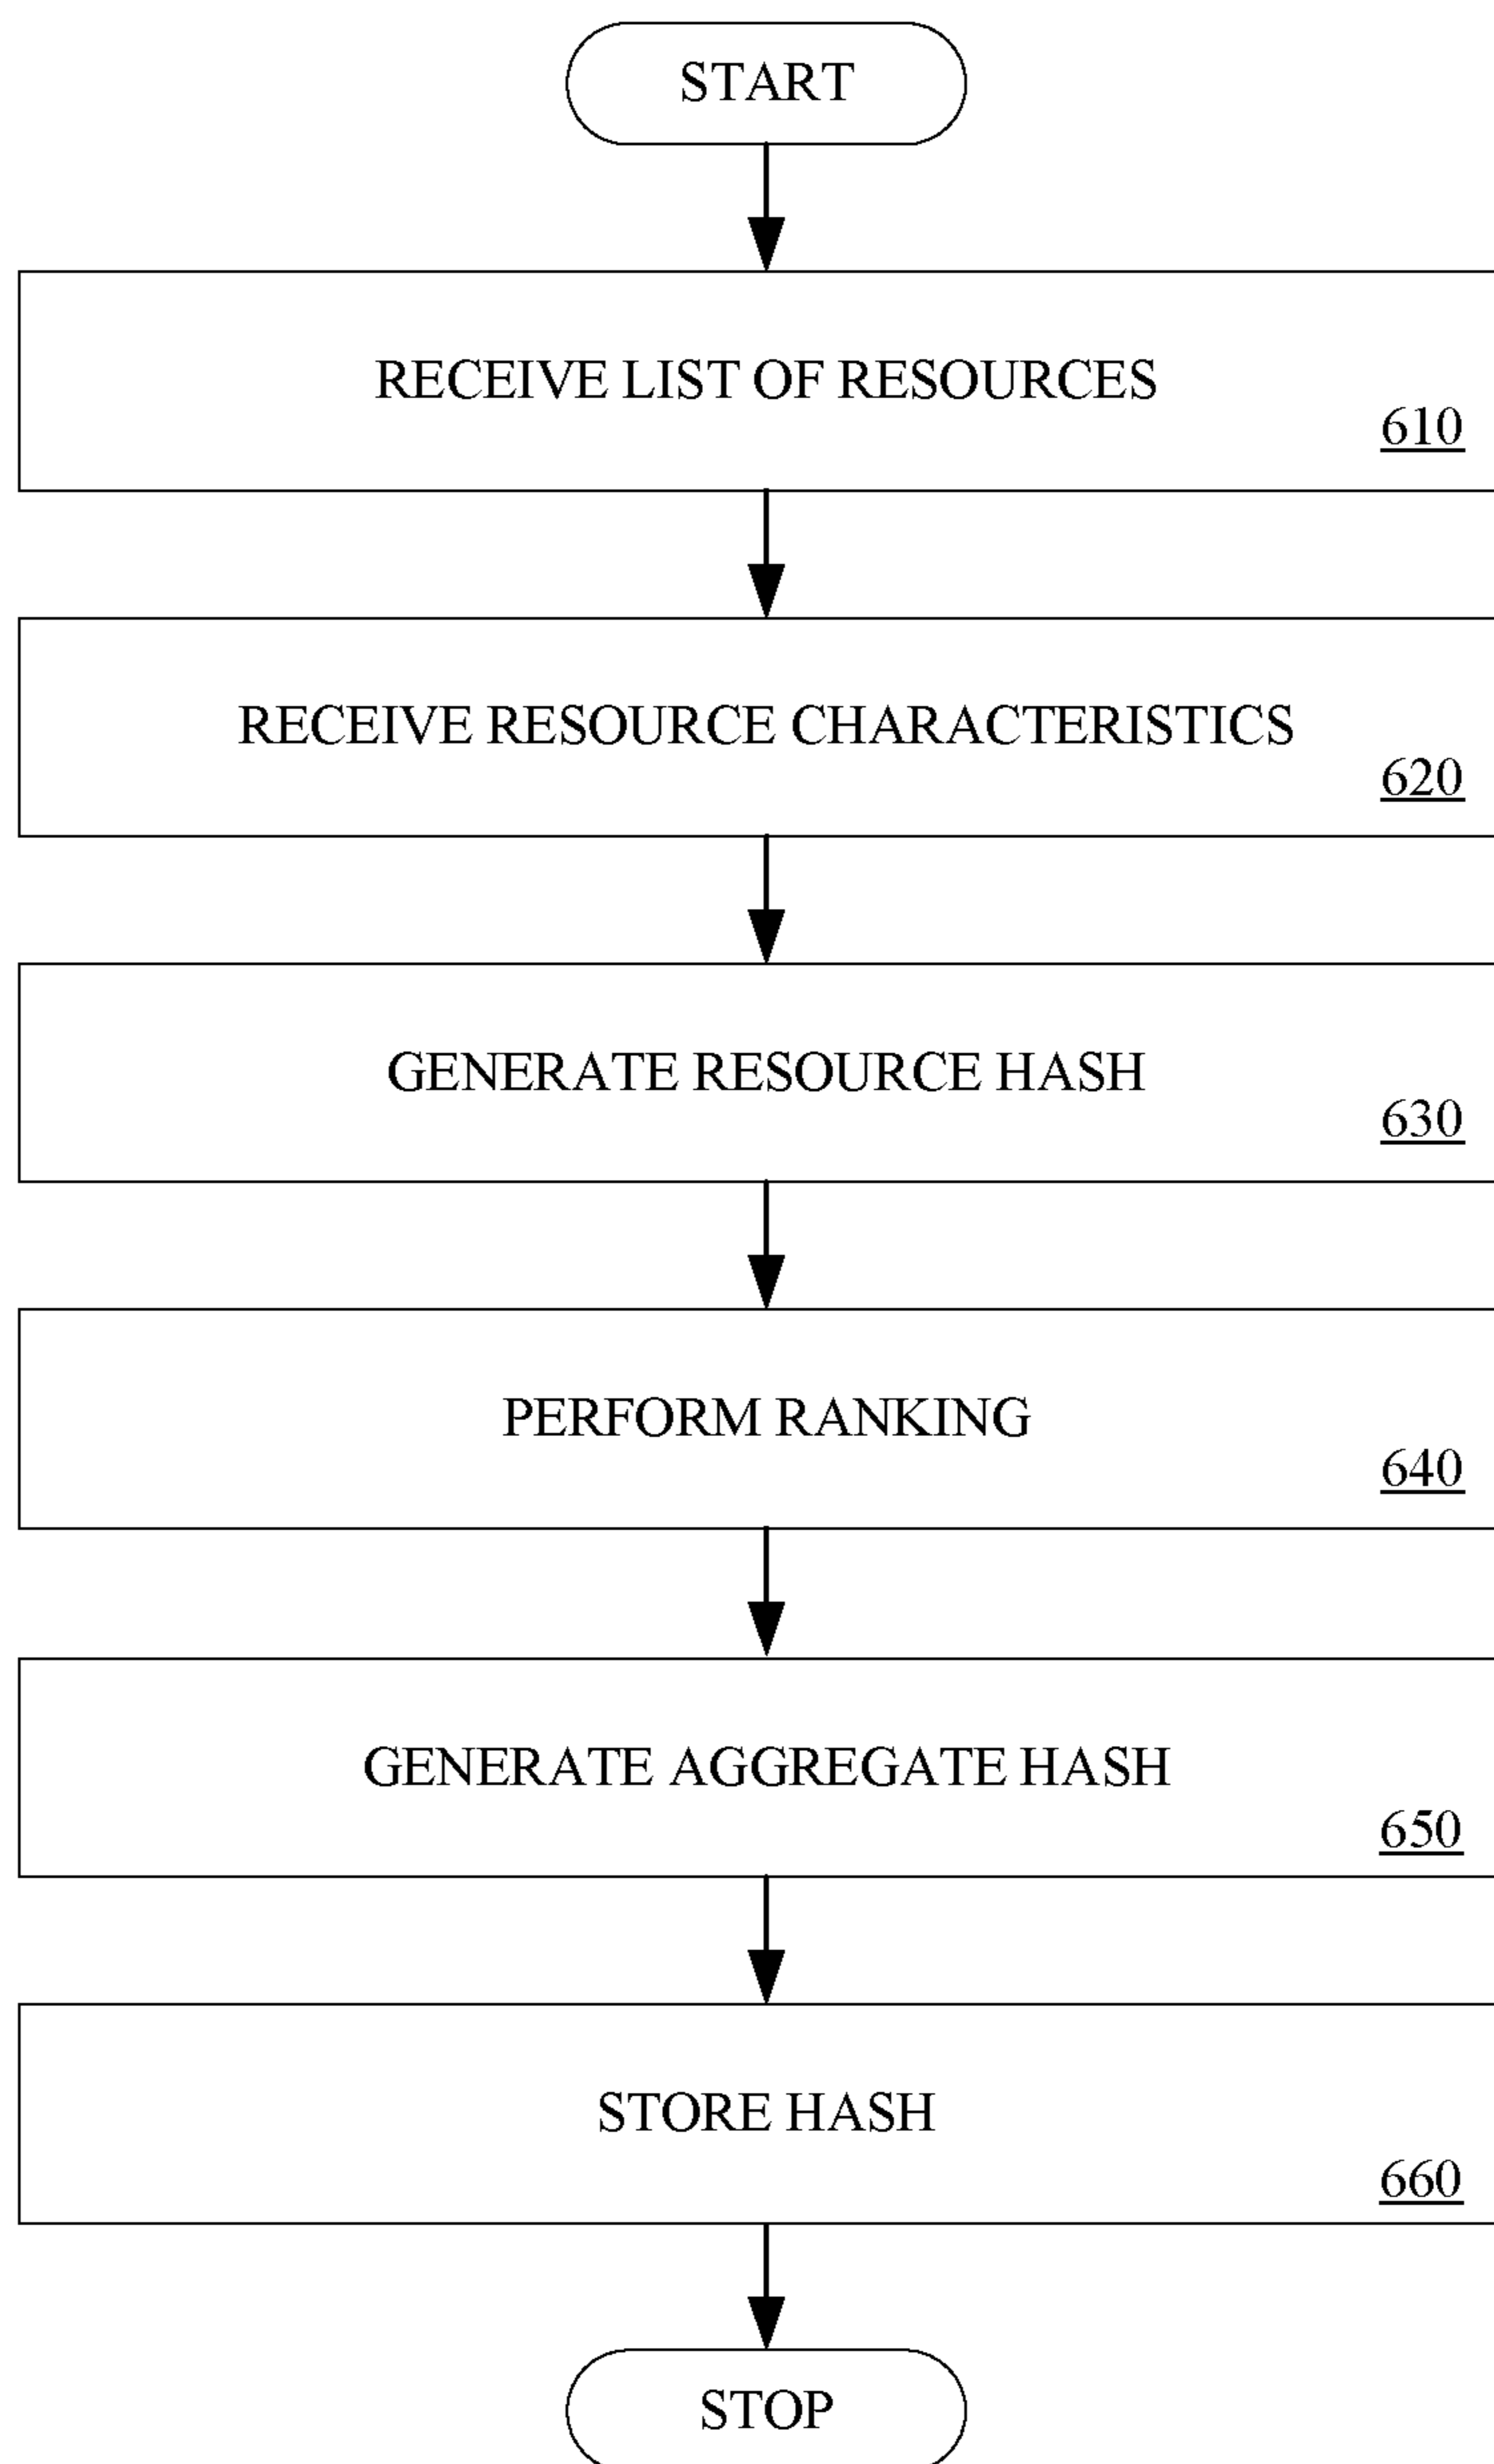 START
RECEIVE LIST OF RESOURCES
610
RECEIVE RESOURCE CHARACTERISTICS
620
GENERATE RESOURCE HASH
630
PERFORM RANKING
640
GENERATE AGGREGATE HASH
650
STORE HASH
660
STOP